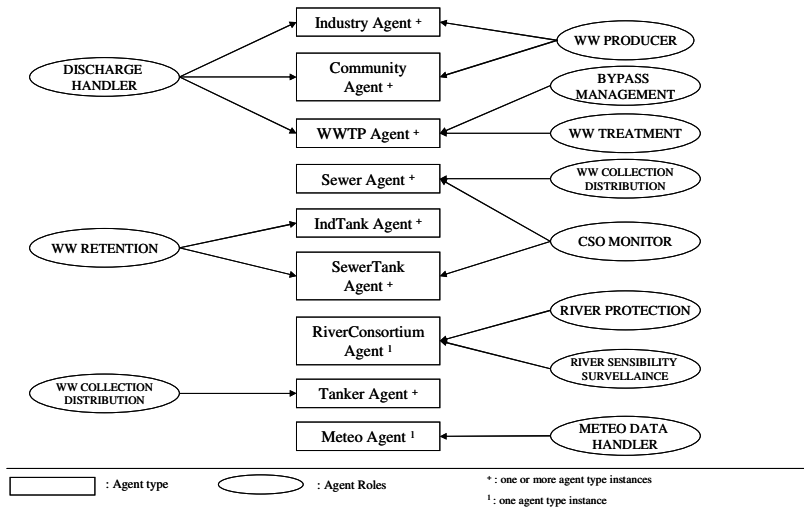 Industry Agent +
WW PRODUCER
DISCHARGE
HANDLER
Community
Agent +
BYPASS
MANAGEMENT
WWTP Agent +
WW TREATMENT
Sewer Agent +
WW COLLECTION
DISTRIBUTION
IndTank Agent +
WW RETENTION
CSO MONITOR
SewerTank
Agent +
RIVER PROTECTION
RiverConsortium
Agent 1
RIVER SENSIBILITY
SURVELLAINCE
WW COLLECTION
DISTRIBUTION
Tanker Agent +
Meteo Agent 1
METEO DATA
HANDLER
: Agent type
: Agent Roles
+ : one or more agent type instances
1 : one agent type instance